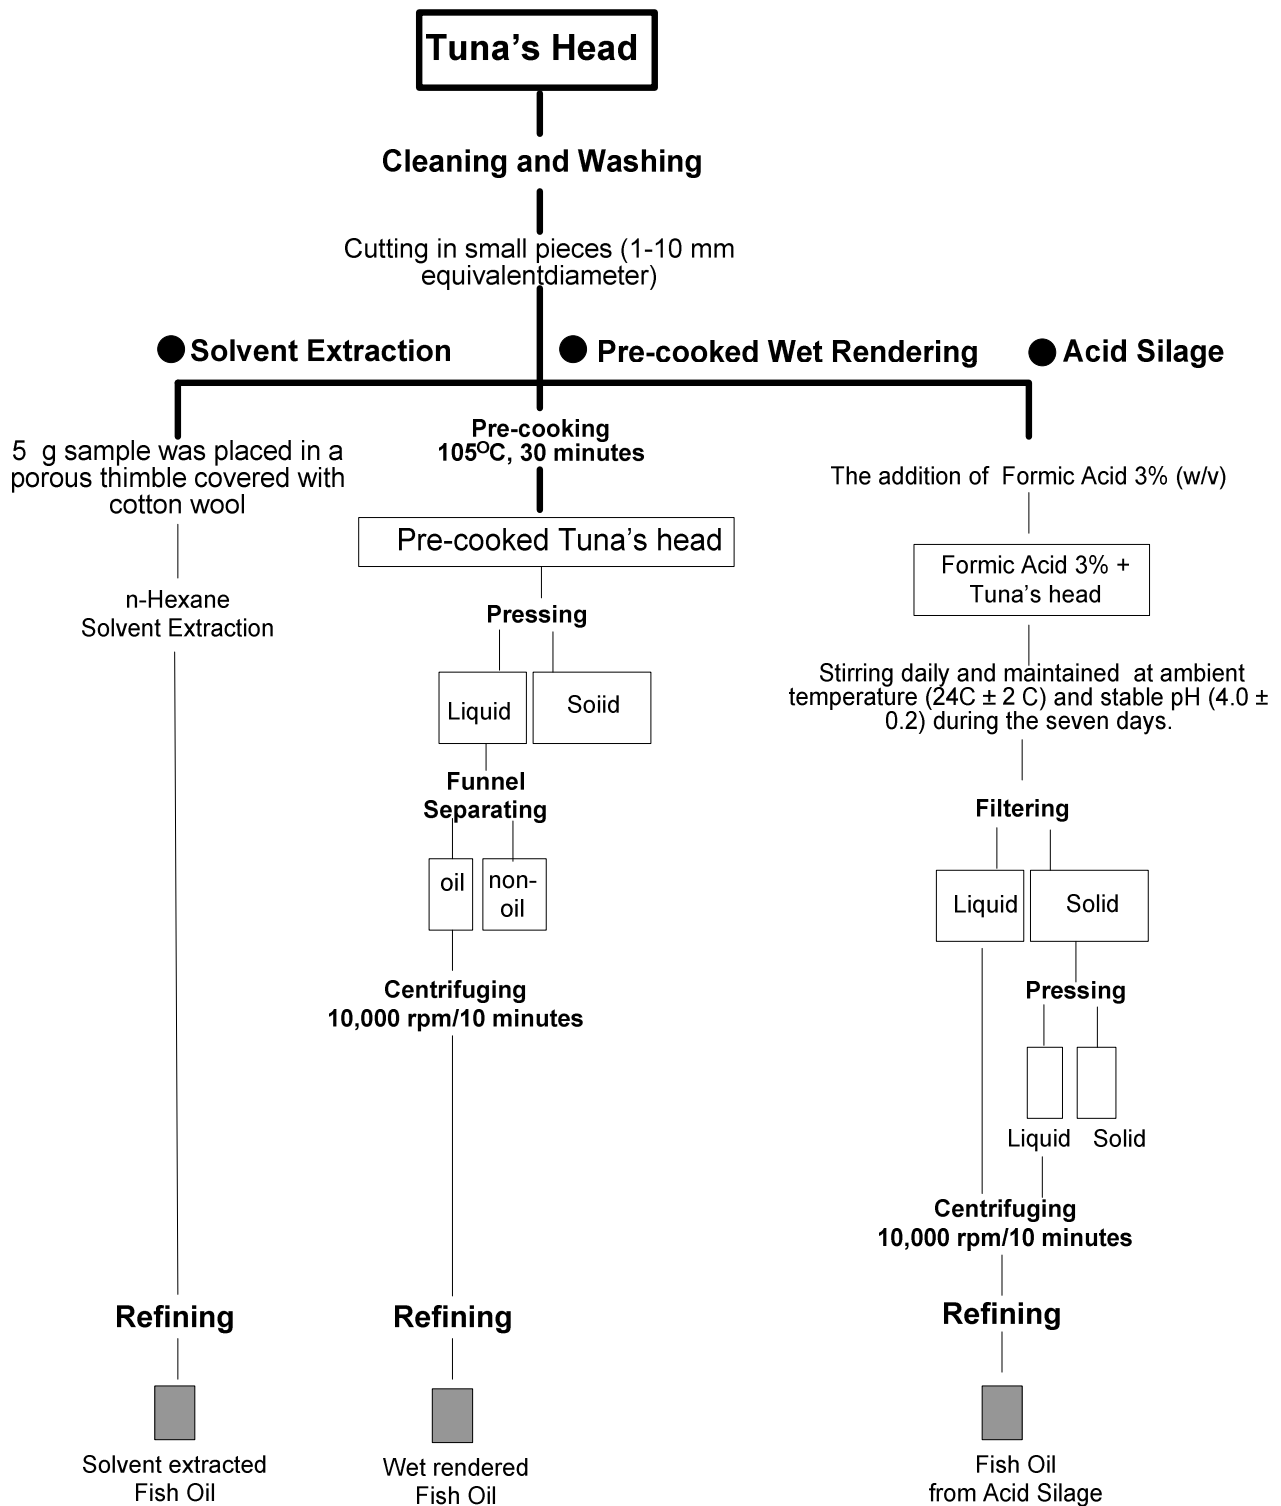 Tuna’s Head
Cleaning and Washing
Cutting in small pieces (1-10 mm
equivalentdiameter)
Solvent Extraction
Pre-cooked Wet Rendering
Acid Silage
5 g sample was placed in a
porous thimble covered with
cotton wool
n-Hexane
Solvent Extraction
Refining
Solvent extracted
Fish Oil
Pre-cooking
105OC, 30 minutes
Pre-cooked Tuna’s head
Pressing
Liquid
Soiid
Funnel
Separating
oil
non-
oil
Centrifuging
10,000 rpm/10 minutes
Refining
Wet rendered
Fish Oil
The addition of Formic Acid 3% (w/v)
Formic Acid 3% +
Tuna’s head
Stirring daily and maintained at ambient
temperature (24C ± 2 C) and stable pH (4.0 ±
0.2) during the seven days.
Filtering
Liquid
Solid
Pressing
Liquid
Solid
Centrifuging
10,000 rpm/10 minutes
Refining
Fish Oil
from Acid Silage